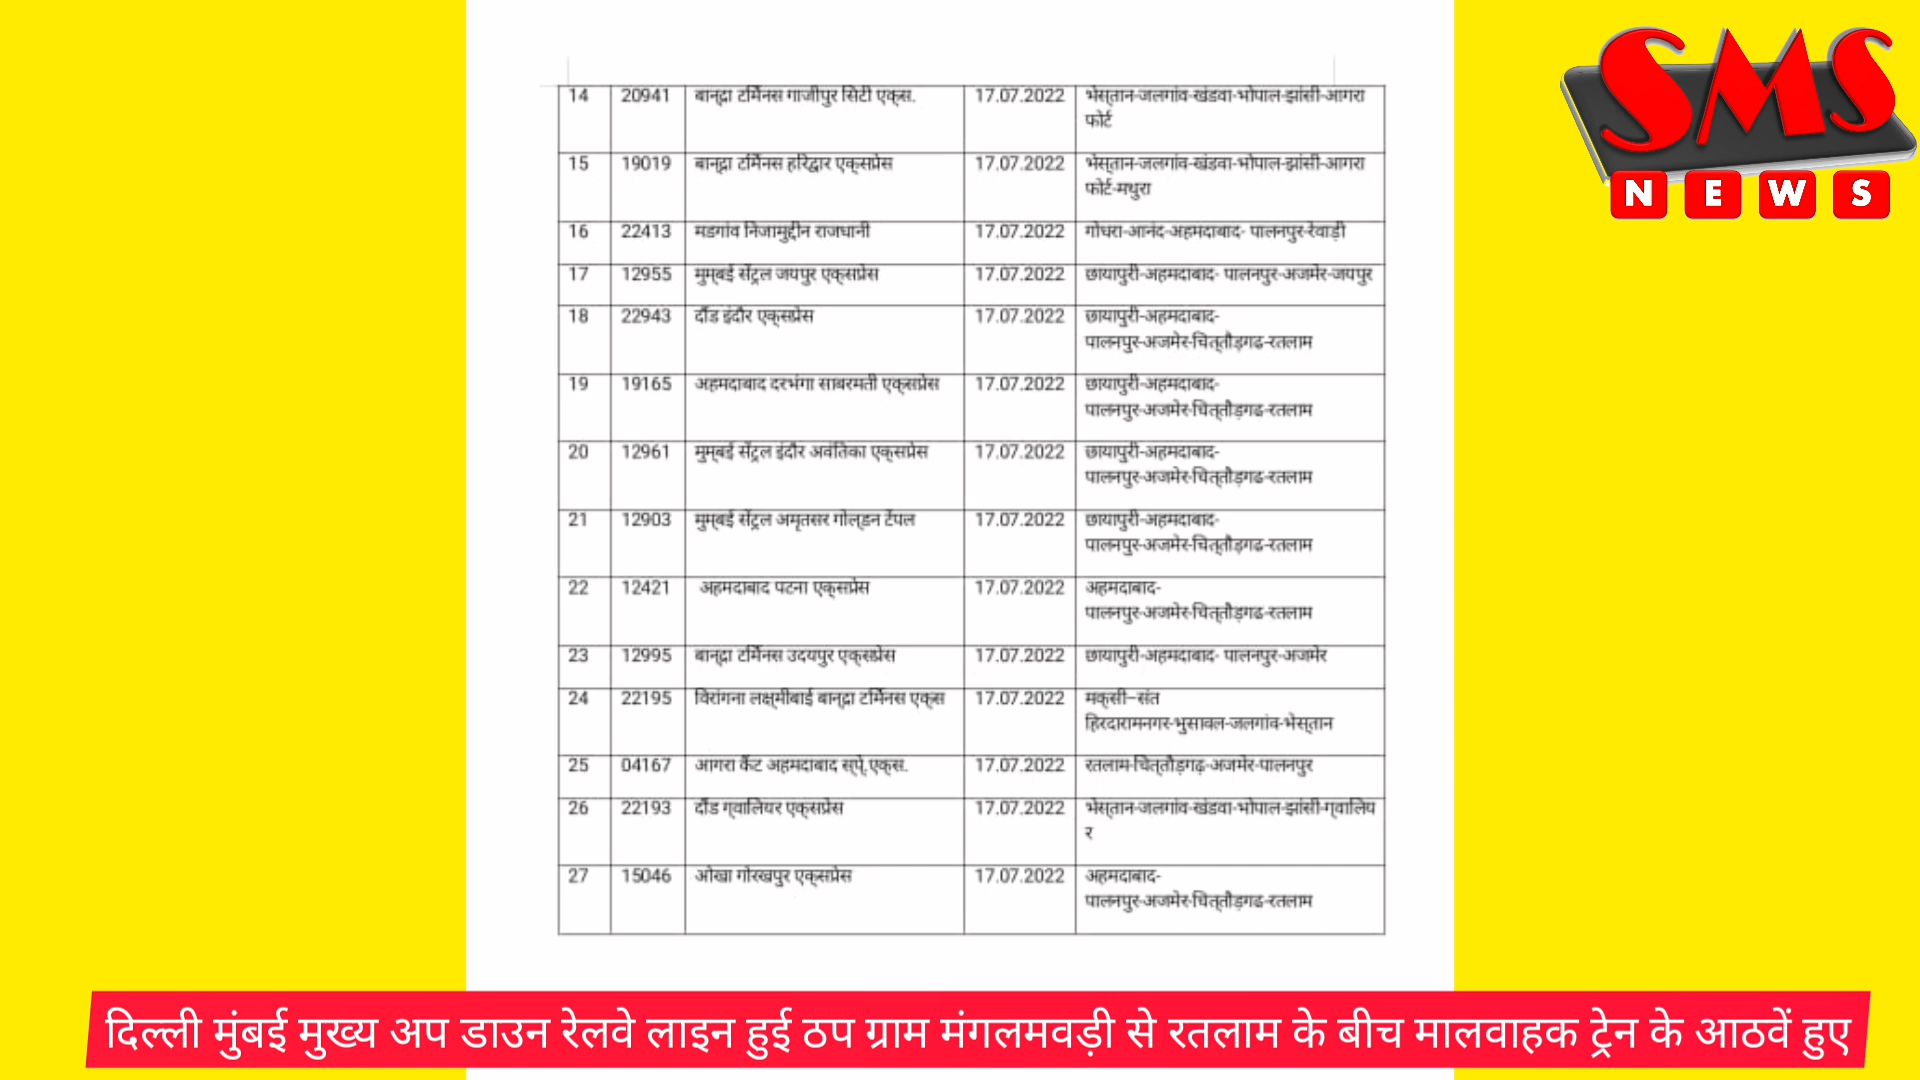 SMS
NEWS
14 20941 बान्द्रा टर्मिनस गाजीपुर सिटी एक्स. 17.07.2022 भेस्तान-जलगांव-खंडवा-भोपाल-झांसी-आगरा
फोर्ट
15 19019 बान्द्रा टर्मिनस हरिद्वार एक्सप्रेस 17.07.2022 भेस्तान-जलगांव-खंडवा-भोपाल-झांसी-आगरा
फोर्ट-मथुरा
16 22413 मडगांव निजामुद्दीन राजधानी 17.07.2022 गोधरा-आनंद-अहमदाबाद- पालनपुर-रेवाड़ी
17 12955 मुम्बई सेंट्रल जयपुर एक्सप्रेस 17.07.2022 छायापुरी-अहमदाबाद- पालनपुर-अजमेर-जयपुर
18 22943 दौंड इंदौर एक्सप्रेस 17.07.2022 छायापुरी-अहमदाबाद-
पालनपुर-अजमेर-चित्तौड़गढ-रतलाम
19 19165 अहमदाबाद दरभंगा साबरमती एक्सप्रेस 17.07.2022 छायापुरी-अहमदाबाद-
पालनपुर-अजमेर-चित्तौड़गढ-रतलाम
20 12961 मुम्बई सेंट्रल इंदौर अवंतिका एक्सप्रेस 17.07.2022 छायापुरी-अहमदाबाद-
पालनपुर-अजमेर-चित्तौड़गढ-रतलाम
21 12903 मुम्बई सेंट्रल अमृतसर गोल्डन टेंपल 17.07.2022 छायापुरी-अहमदाबाद-
पालनपुर-अजमेर-चित्तौड़गढ-रतलाम
22 12421 अहमदाबाद पटना एक्सप्रेस 17.07.2022 अहमदाबाद-
पालनपुर-अजमेर-चित्तौड़गढ-रतलाम
23 12995 बान्द्रा टर्मिनस उदयपुर एक्सप्रेस 17.07.2022 छायापुरी-अहमदाबाद- पालनपुर-अजमेर
24 22195 विरांगना लक्ष्मीबाई बान्द्रा टर्मिनस एक्स 17.07.2022 मक्सी–संत
हिरदारामनगर-भुसावल-जलगांव-भेस्तान
25 04167 आगरा कैंट अहमदाबाद स्पे.एक्स. 17.07.2022 रतलाम-चित्तौड़गढ़-अजमेर-पालनपुर
26 22193 दौंड ग्वालियर एक्सप्रेस 17.07.2022 भेस्तान-जलगांव-खंडवा-भोपाल-झांसी-ग्वालिय
र
27 15046 ओखा गोरखपुर एक्सप्रेस 17.07.2022 अहमदाबाद-
पालनपुर-अजमेर-चित्तौड़गढ-रतलाम
दिल्ली मुंबई मुख्य अप डाउन रेलवे लाइन हुई ठप ग्राम मंगलमवड़ी से रतलाम के बीच मालवाहक ट्रेन के आठवें हुए